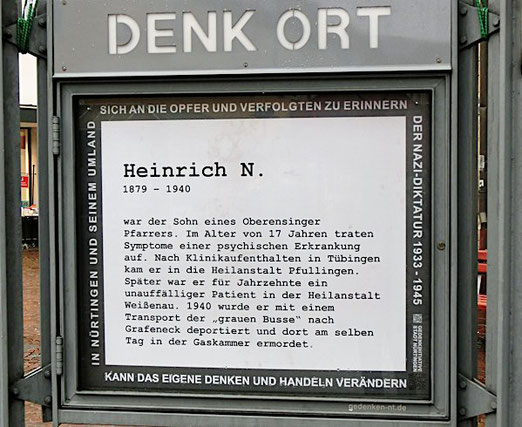 DENK ORT
SICH AN DIE OPFER UND VERFOLGTEN ZU ERINNERN
IN NÜRTINGEN UND SEINEM UMLAND
DER NAZI-DIKTATUR 1933 - 1945
Heinrich N.
1879 - 1940
war der Sohn eines Oberensinger
Pfarrers. Im Alter von 17 Jahren traten
Symptome einer psychischen Erkrankung
auf. Nach Klinikaufenthalten in Tübingen
kam er in die Heilanstalt Pfullingen.
Später war er für Jahrzehnte ein
unauffälliger Patient in der Heilanstalt
Weißenau. 1940 wurde er mit einem
Transport der „grauen Busse“ nach
Grafeneck deportiert und dort am selben
Tag in der Gaskammer ermordet.
GEDENKINITIATIVE
STADT NÜRTINGEN
KANN DAS EIGENE DENKEN UND HANDELN VERÄNDERN
gedenken-nt.de